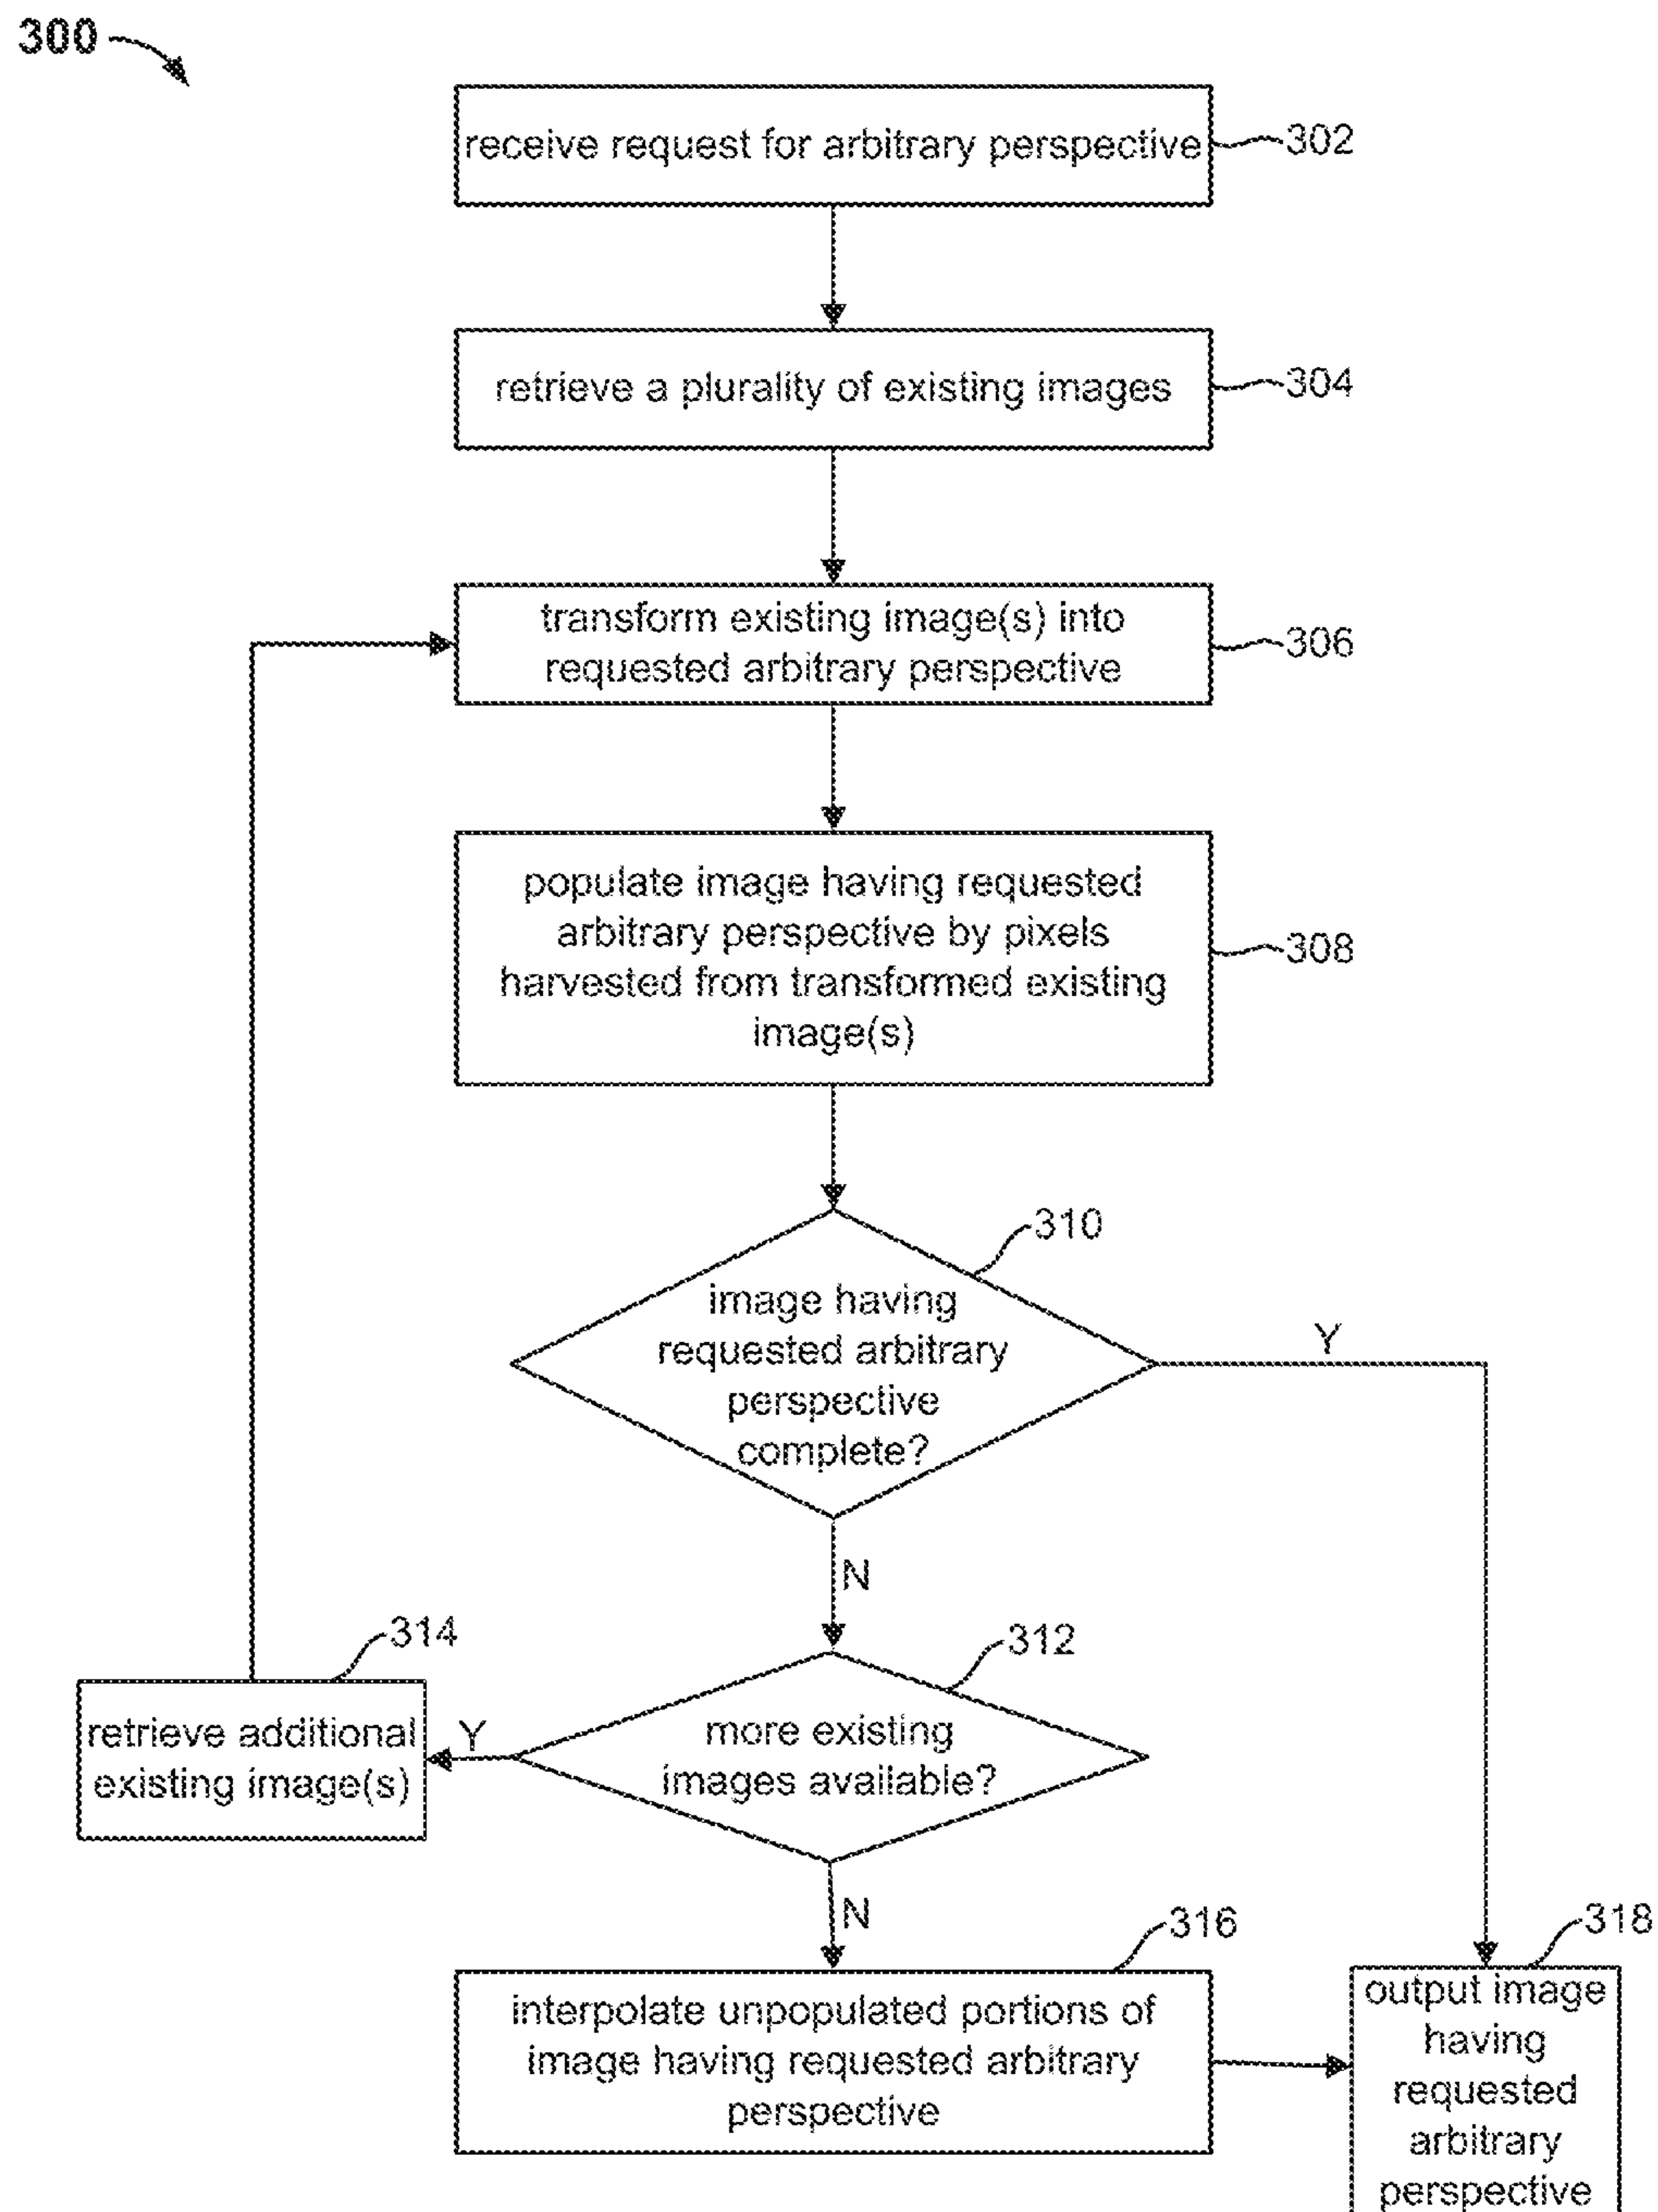 300
receive request for arbitrary perspective
302
retrieve a plurality of existing images
304
transform existing image(s) into
requested arbitrary perspective
306
populate image having requested
arbitrary perspective by pixels
harvested from transformed existing
image(s)
308
310
image having
requested arbitrary
perspective
complete?
Y
N
312
more existing
images available?
Y
314
retrieve additional
existing image(s)
N
316
interpolate unpopulated portions of
image having requested arbitrary
perspective
318
output image
having
requested
arbitrary
perspective